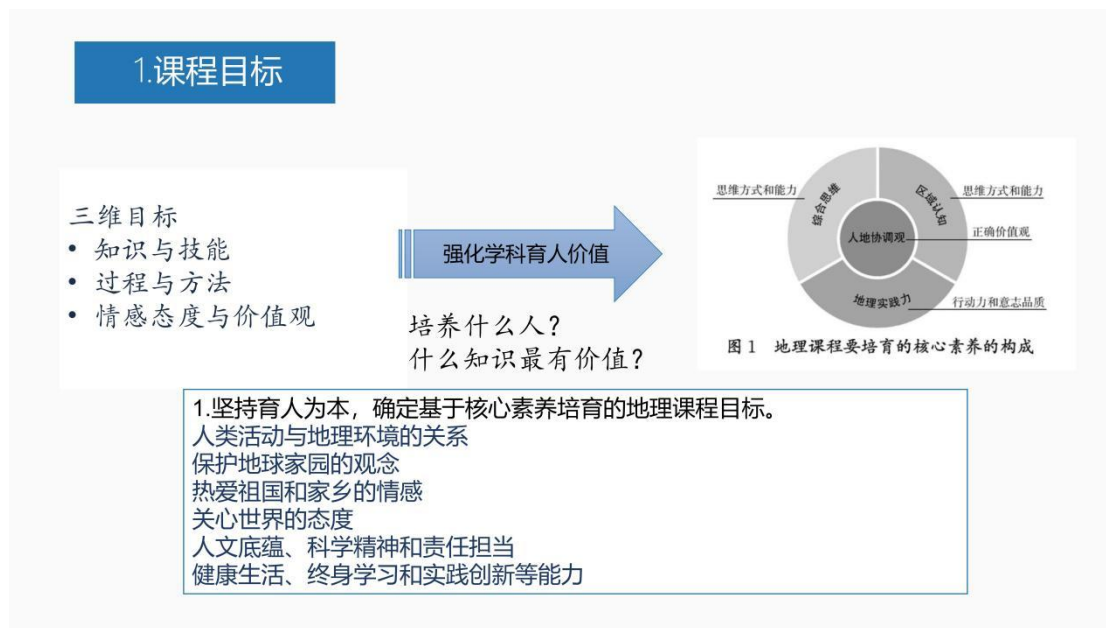 1.课程目标
三维目标
• 知识与技能
• 过程与方法
• 情感态度与价值观
强化学科育人价值
培养什么人?
什么知识最有价值?
思维方式和能力
综合思维
区域认知
思维方式和能力
人地协调观
正确价值观
地理实践力
行动力和意志品质
图 1 地理课程要培育的核心素养的构成
1.坚持育人为本，确定基于核心素养培育的地理课程目标。
人类活动与地理环境的关系
保护地球家园的观念
热爱祖国和家乡的情感
关心世界的态度
人文底蕴、科学精神和责任担当
健康生活、终身学习和实践创新等能力